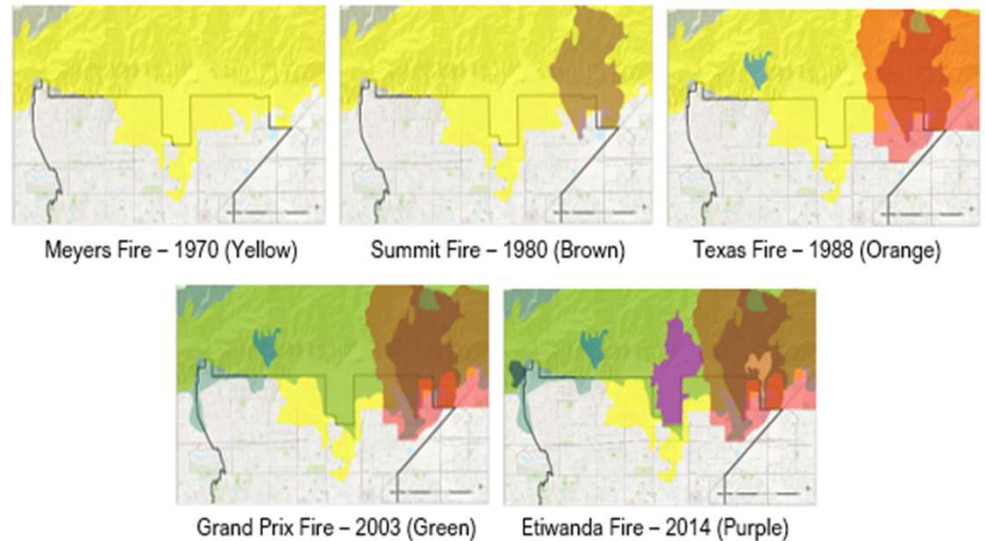 Meyers Fire – 1970 (Yellow)
Summit Fire – 1980 (Brown)
Texas Fire – 1988 (Orange)
Grand Prix Fire – 2003 (Green)
Etiwanda Fire – 2014 (Purple)